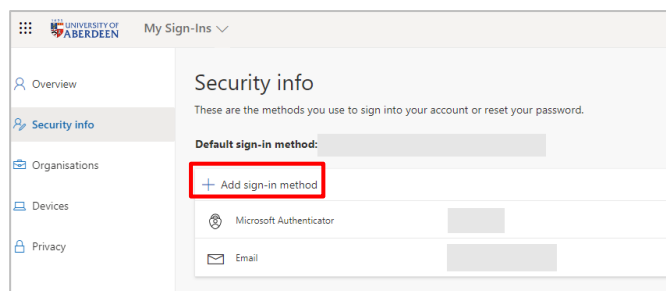 UNIVERSITY OF
ABERDEEN
My Sign-Ins
Overview
Security info
Organisations
Devices
Privacy
Security info
These are the methods you use to sign into your account or reset your password.
Default sign-in method:
+ Add sign-in method
Microsoft Authenticator
Email